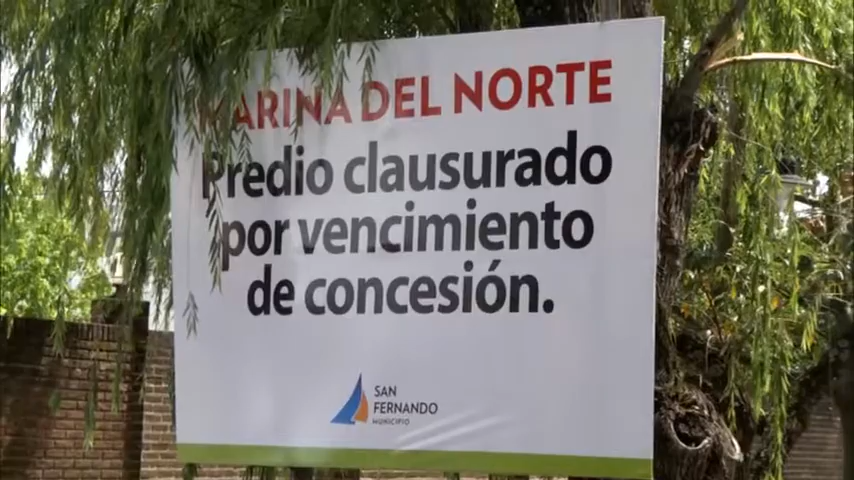 MARINA DEL NORTE
Predio clausurado
por vencimiento
de concesión.
SAN
FERNANDO
MUNICIPIO